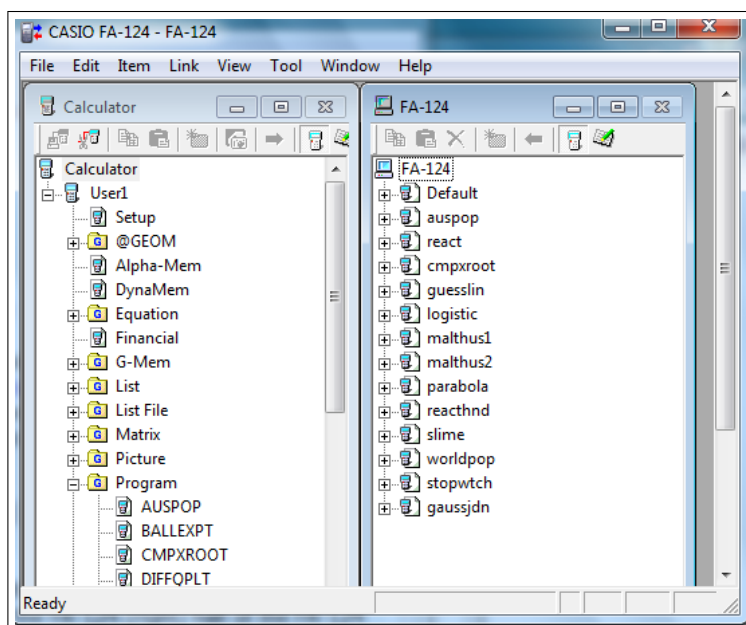 CASIO FA-124 - FA-124
File Edit Item Link View Tool Window Help
Calculator
Calculator
User1
Setup
@GEOM
Alpha-Mem
DynaMem
Equation
Financial
G-Mem
List
List File
Matrix
Picture
Program
AUSPOP
BALLEXPT
CMPXROOT
DIFFQPLT
FA-124
FA-124
Default
auspop
react
cmpxroot
guesslin
logistic
malthus1
malthus2
parabola
reacthnd
slime
worldpop
stopwtch
gaussjdn
Ready